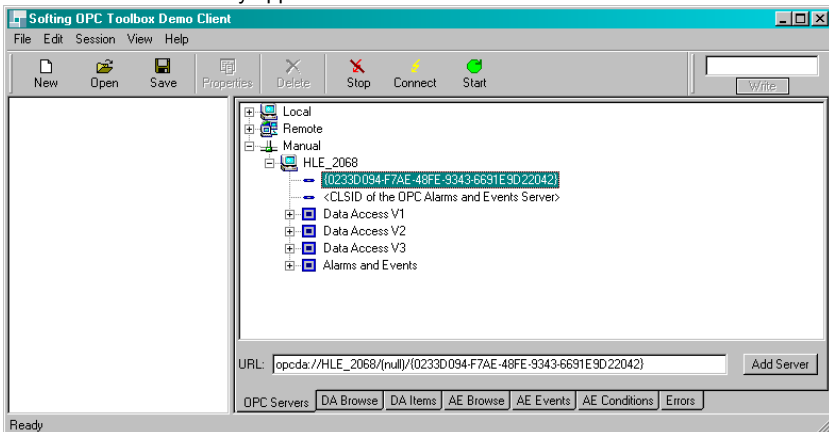 Softing OPC Toolbox Demo Client
File Edit Session View Help
New Open Save Properties Delete Stop Connect Start Write
Local
Remote
Manual
HLE_2068
{0233D094-F7AE-48FE-9343-6691E9D22042}
<CLSID of the OPC Alarms and Events Server>
Data Access V1
Data Access V2
Data Access V3
Alarms and Events
URL: opcda://HLE_2068/(null)/{0233D094-F7AE-48FE-9343-6691E9D22042} Add Server
OPC Servers DA Browse DA Items AE Browse AE Events AE Conditions Errors
Ready